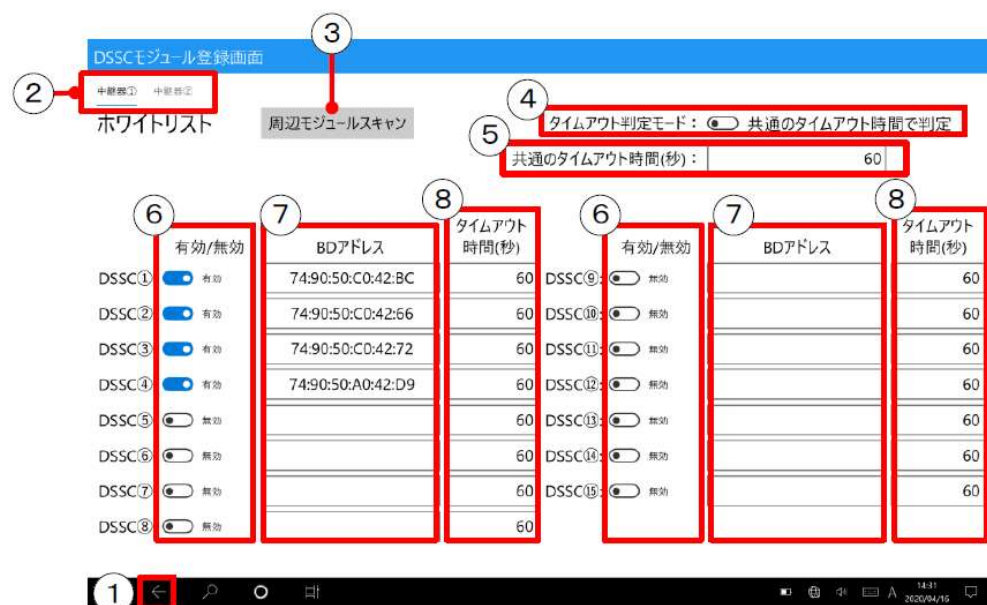 ③
DSSCモジュール登録画面
②
中継器① 中継器②
ホワイトリスト
周辺モジュールスキャン
④
タイムアウト判定モード： 共通のタイムアウト時間で判定
⑤
共通のタイムアウト時間(秒)： 60
⑥ ⑦ ⑧ ⑥ ⑦ ⑧
有効/無効 BDアドレス タイムアウト時間(秒) 有効/無効 BDアドレス タイムアウト時間(秒)
DSSC① 有効 74:90:50:C0:42:BC 60 DSSC⑨: 無効 60
DSSC② 有効 74:90:50:C0:42:66 60 DSSC⑩: 無効 60
DSSC③ 有効 74:90:50:C0:42:72 60 DSSC⑪: 無効 60
DSSC④ 有効 74:90:50:A0:42:D9 60 DSSC⑫: 無効 60
DSSC⑤ 無効 60 DSSC⑬: 無効 60
DSSC⑥ 無効 60 DSSC⑭: 無効 60
DSSC⑦ 無効 60 DSSC⑮: 無効 60
DSSC⑧ 無効 60
①
A
14:31
2020/04/16